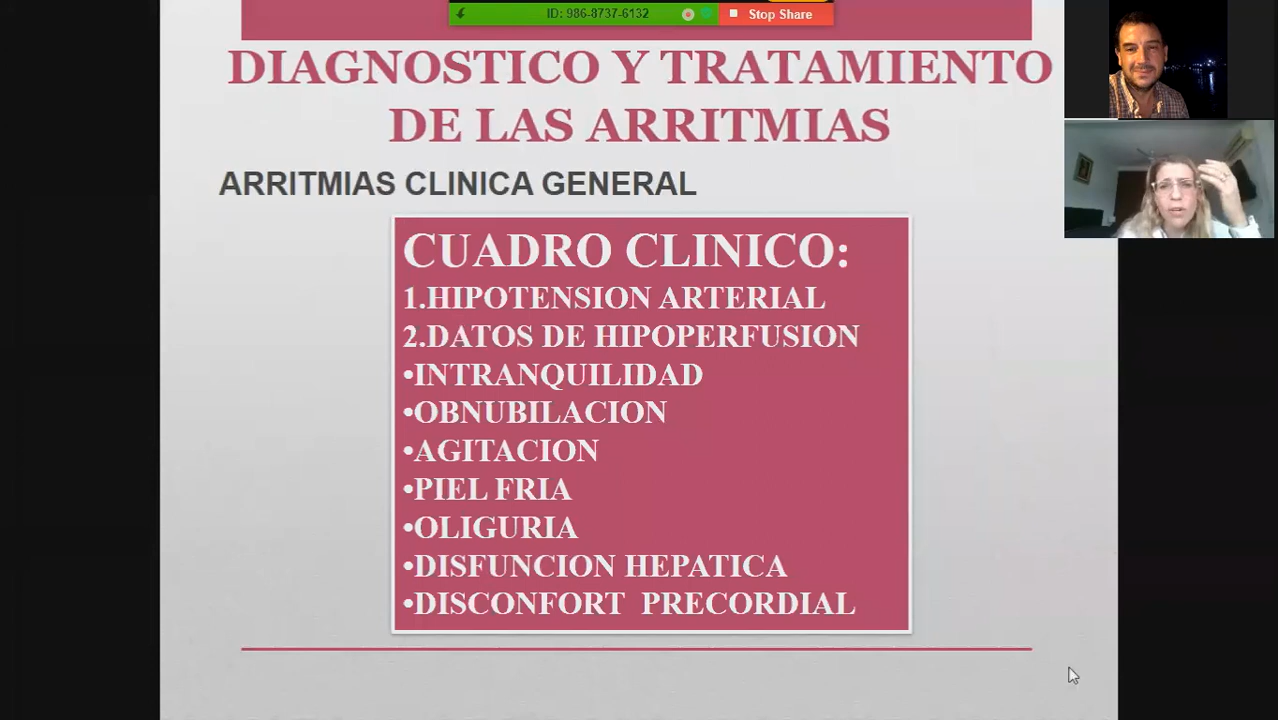 ID: 986-8737-6132
Stop Share
DIAGNOSTICO Y TRATAMIENTO
DE LAS ARRITMIAS
ARRITMIAS CLINICA GENERAL
CUADRO CLINICO:
1.HIPOTENSION ARTERIAL
2.DATOS DE HIPOPERFUSION
•INTRANQUILIDAD
•OBNUBILACION
•AGITACION
•PIEL FRIA
•OLIGURIA
•DISFUNCION HEPATICA
•DISCONFORT  PRECORDIAL